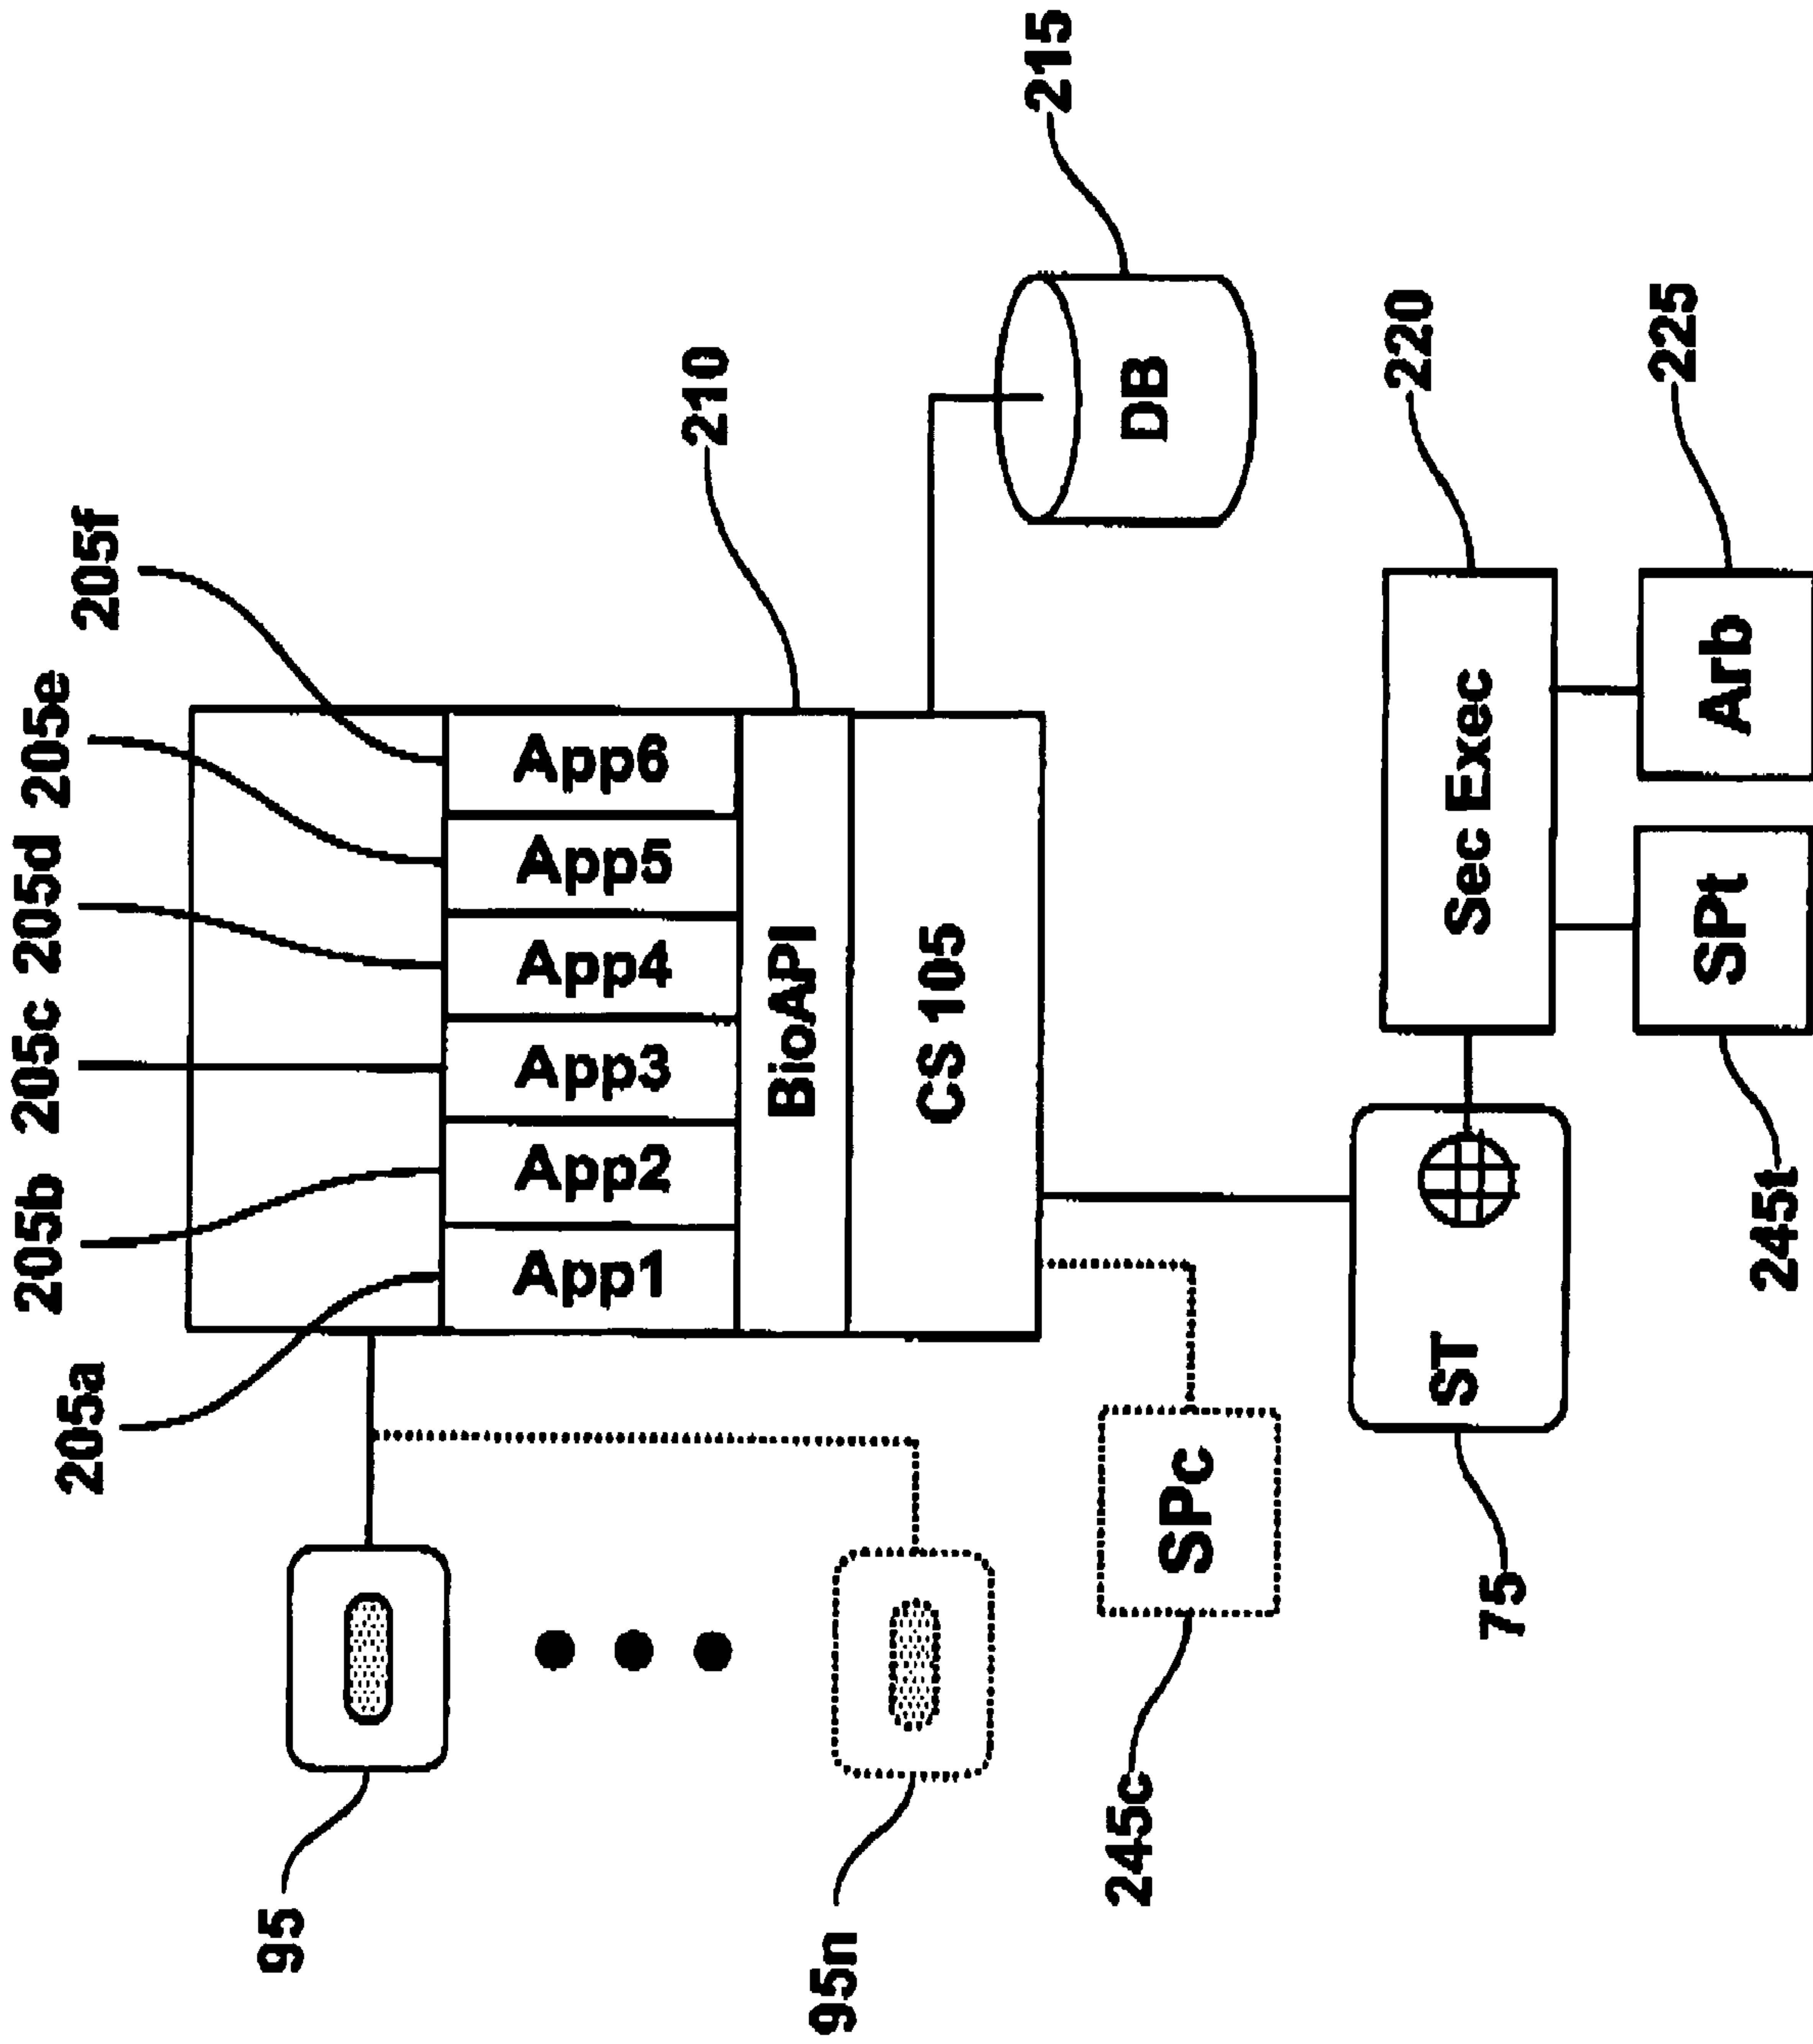 205b
205c
205d
205e
205a
205f
95
App1
App2
App3
App4
App5
App6
210
BioAPI
95n
CS 105
215
245c
SPc
DB
220
ST
Sec Exec
75
225
SPt
Arb
245t